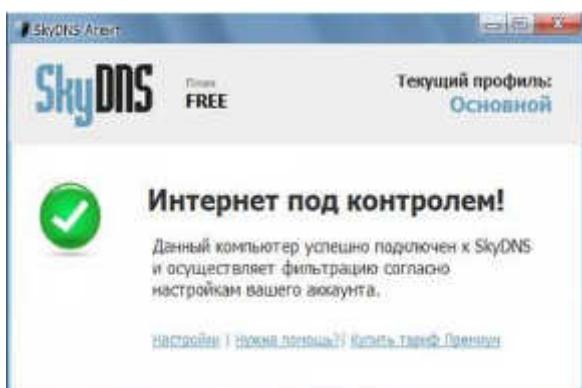 SkyDNS Агент
SkyDNS
План
FREE
Текущий профиль:
Основной
Интернет под контролем!
Данный компьютер успешно подключен к SkyDNS
и осуществляет фильтрацию согласно
настройкам вашего аккаунта.
Настройки | Нужна помощь? | Купить тариф Премиум